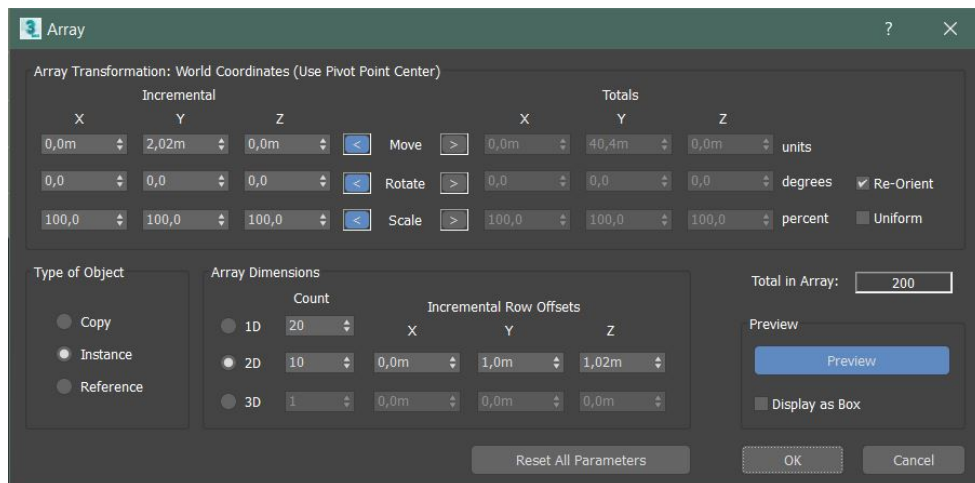 3 Array ? ×
Array Transformation: World Coordinates (Use Pivot Point Center)
Incremental Totals
X Y Z X Y Z
0,0m 2,02m 0,0m < Move > 0,0m 40,4m 0,0m units
0,0 0,0 0,0 < Rotate > 0,0 0,0 0,0 degrees Re-Orient
100,0 100,0 100,0 < Scale > 100,0 100,0 100,0 percent Uniform
Type of Object Array Dimensions Total in Array: 200
Count Incremental Row Offsets
Copy 1D 20 X Y Z Preview
Instance 2D 10 0,0m 1,0m 1,02m Preview
Reference 3D 1 0,0m 0,0m 0,0m Display as Box
Reset All Parameters OK Cancel